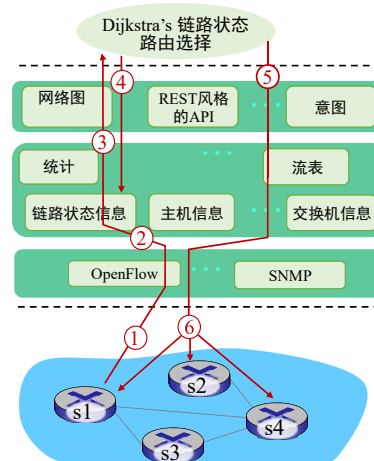 Dijkstra's 链路状态
路由选择
④
⑤
网络图
REST风格
的API
意图
③
统计
流表
链路状态信息
主机信息
交换机信息
②
OpenFlow
SNMP
①
⑥
s2
s1
s4
s3